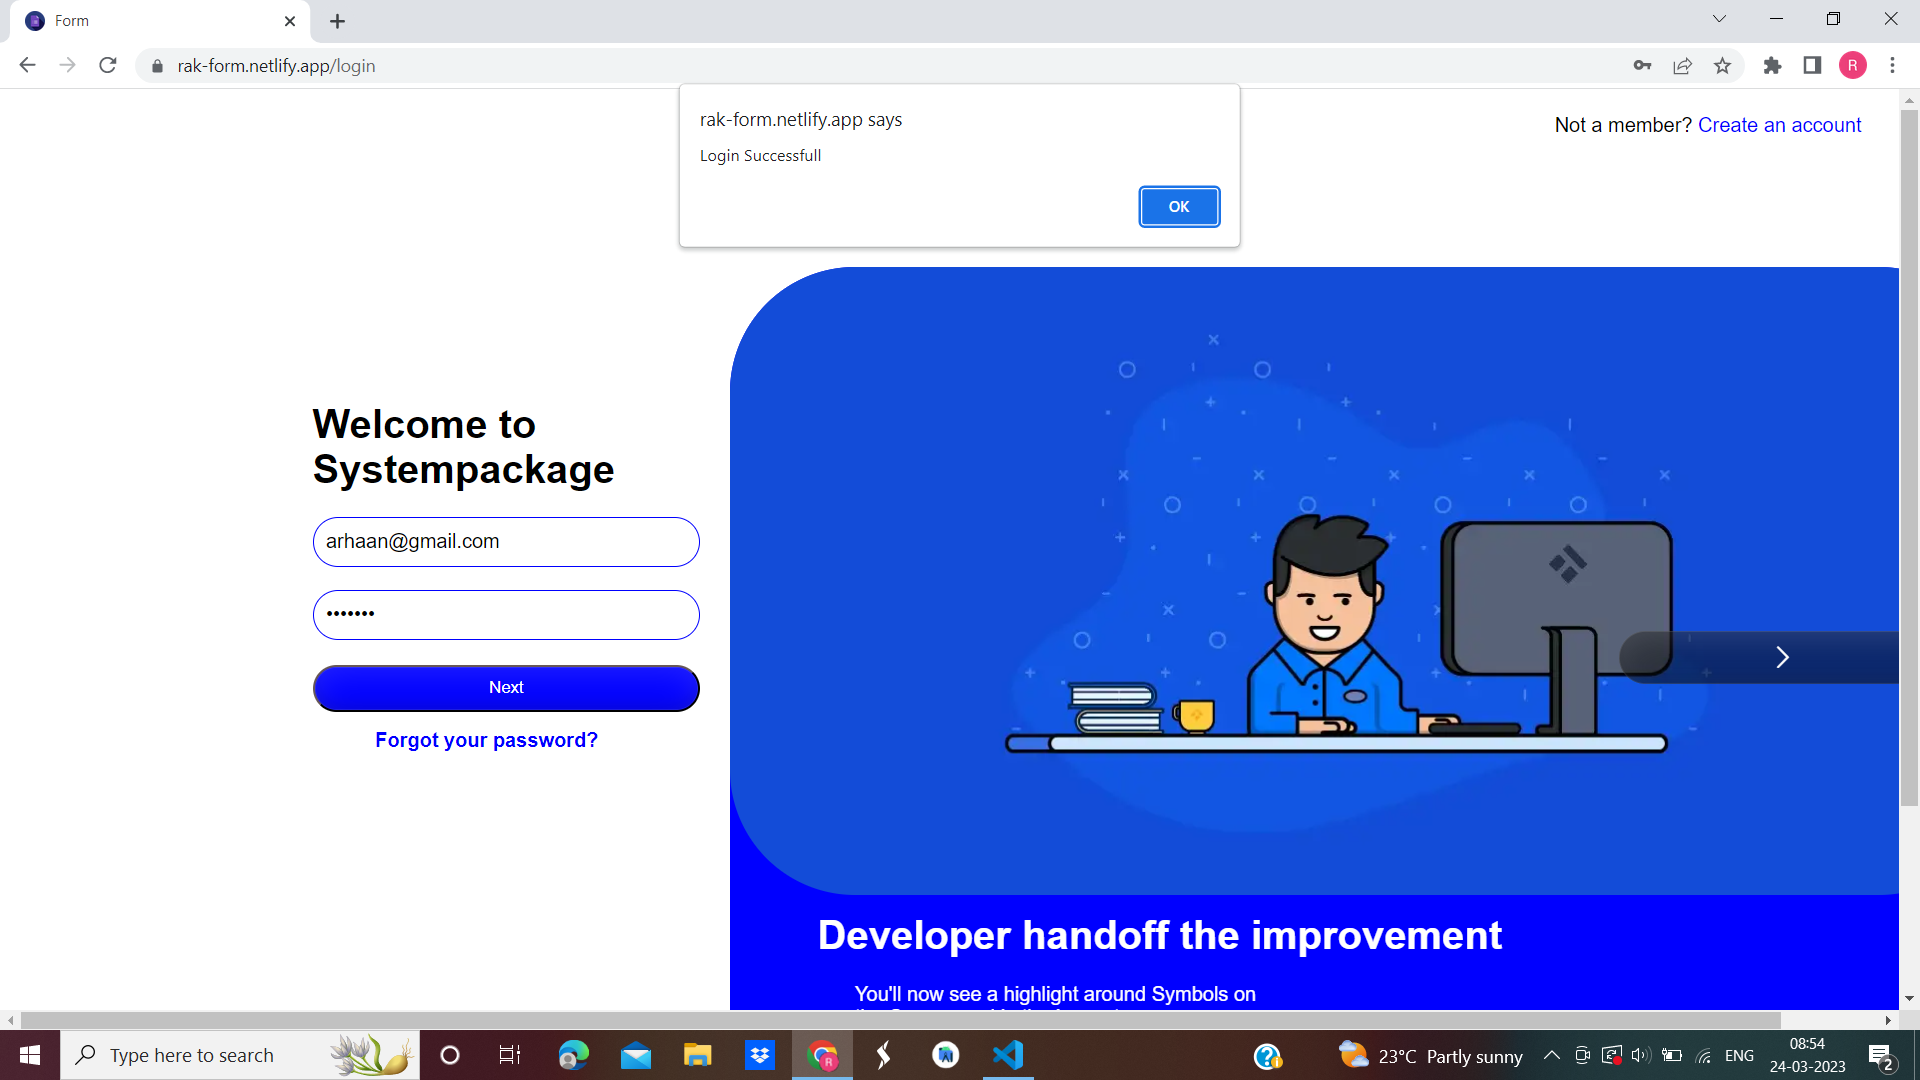 Form
rak-form.netlify.app/login
R
rak-form.netlify.app says
Login Successfull
OK
Not a member? Create an account
Welcome to
Systempackage
arhaan@gmail.com
•••••••
Next
Forgot your password?
Developer handoff the improvement
You'll now see a highlight around Symbols on
Type here to search
R
23°C Partly sunny
ENG
08:54
24-03-2023
2